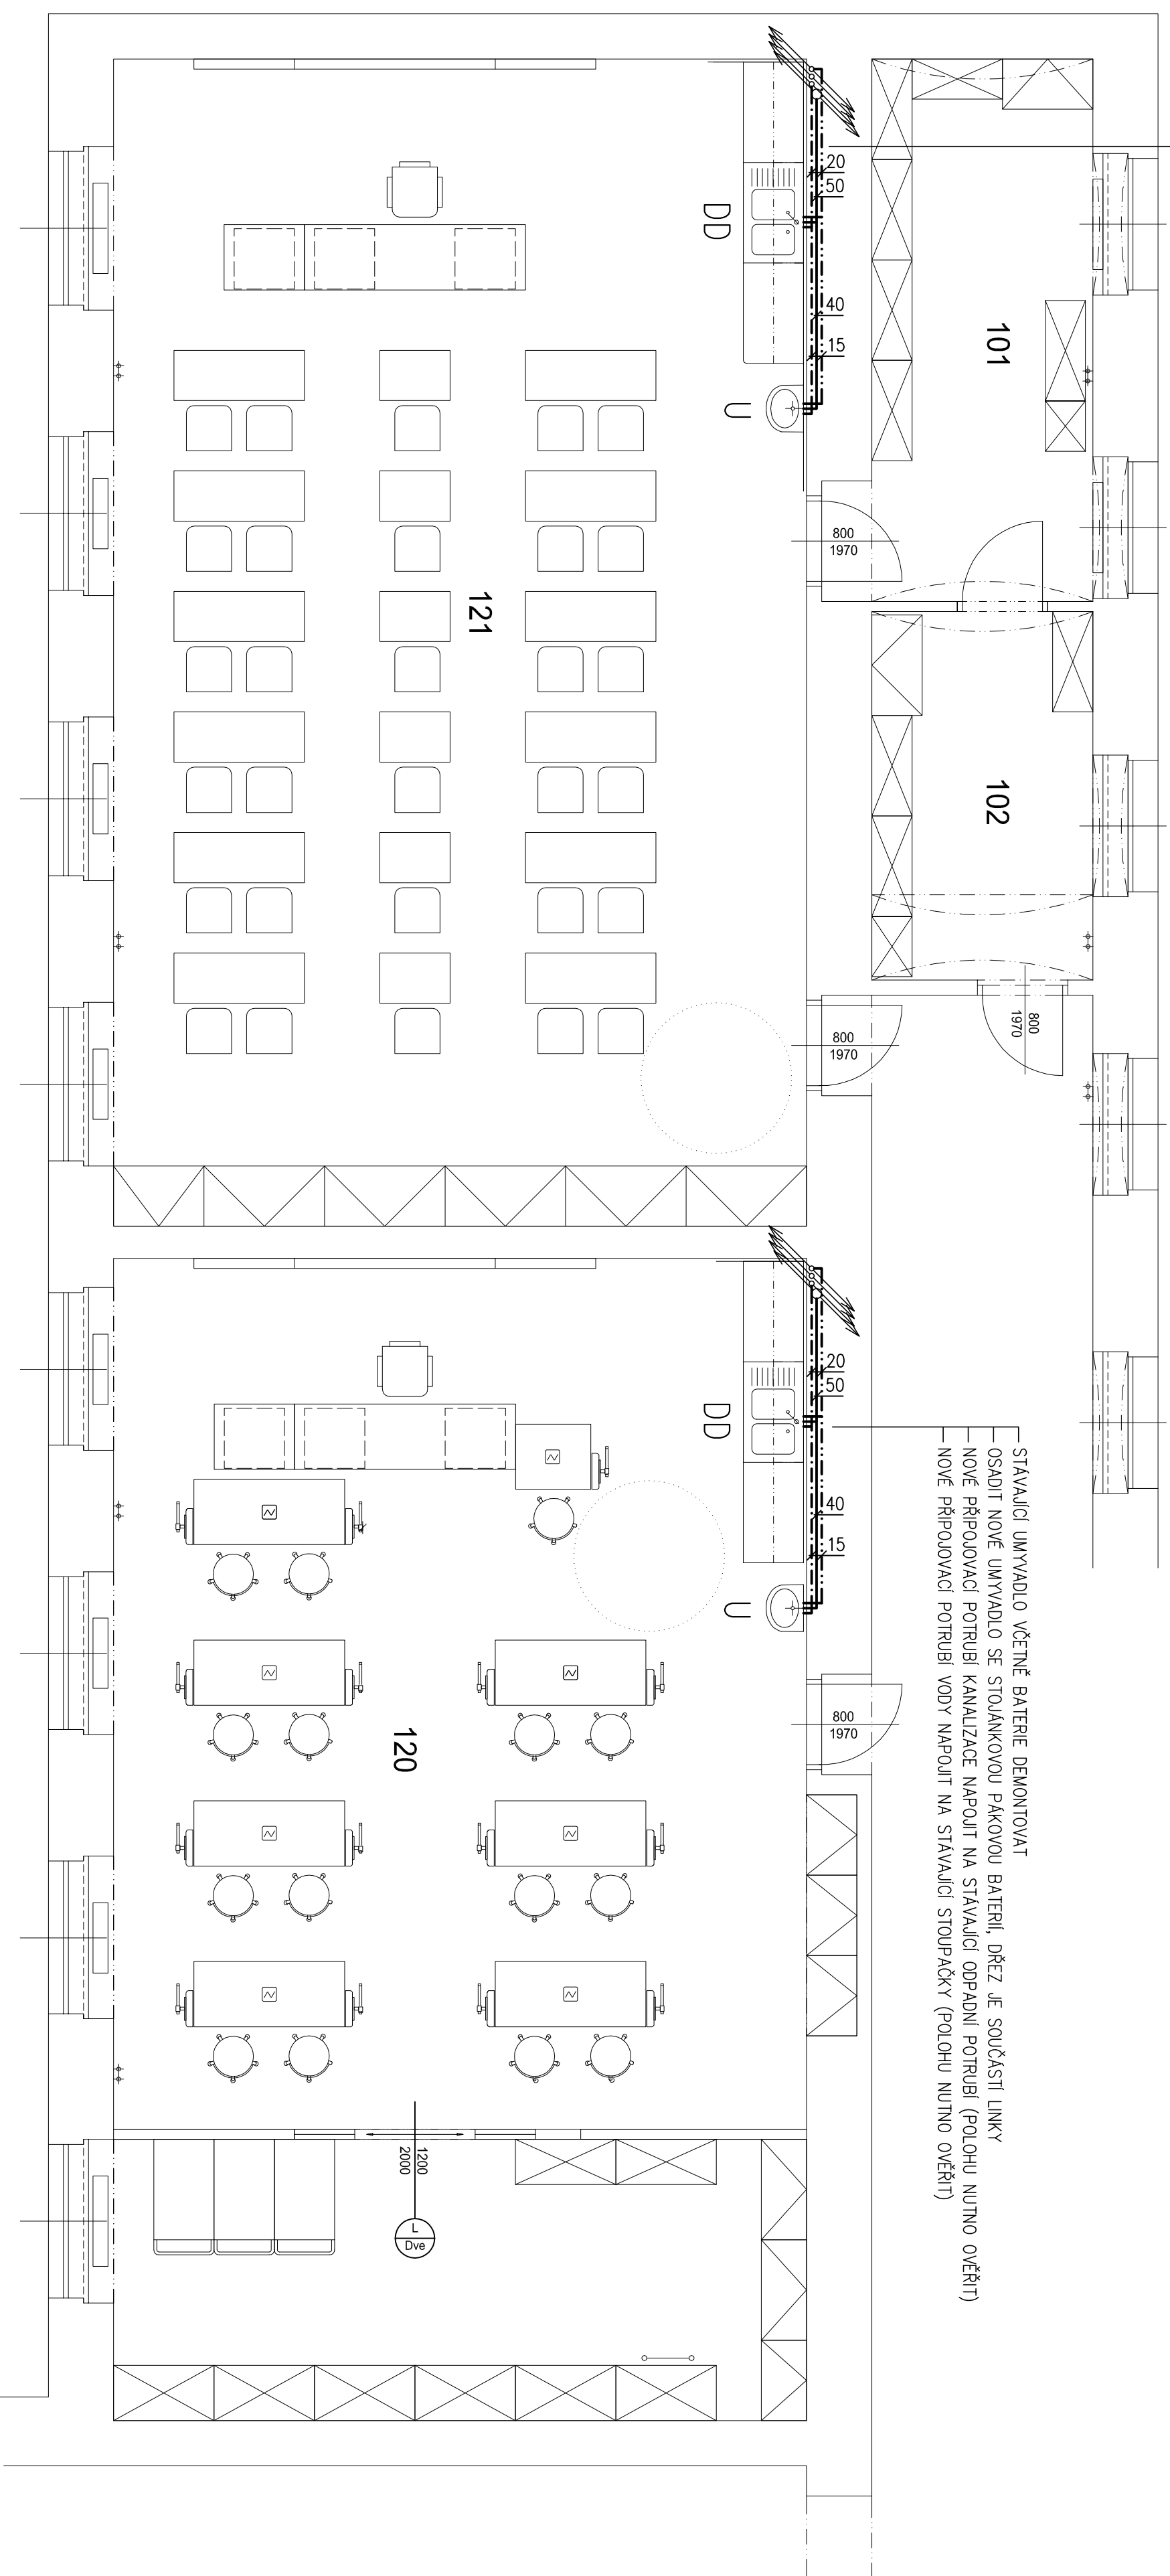 20
50
DD
40
15
101
U
800
1970
121
102
800
1970
800
1970
20
50
DD
40
15
U
STÁVAJÍCÍ UMYVADLO VČETNĚ BATERIE DEMONTOVAT
OSADIT NOVÉ UMYVADLO SE STOJÁNKOVOU PÁKOVOU BATERIÍ, DŘEZ JE SOUČÁSTÍ LINKY
NOVÉ PŘIPOJOVACÍ POTRUBÍ KANALIZACE NAPOJIT NA STÁVAJÍCÍ ODPADNÍ POTRUBÍ (POLOHU NUTNO OVĚŘIT)
NOVÉ PŘIPOJOVACÍ POTRUBÍ VODY NAPOJIT NA STÁVAJÍCÍ STOUPAČKY (POLOHU NUTNO OVĚŘIT)
800
1970
120
1200
2000
L
Dve